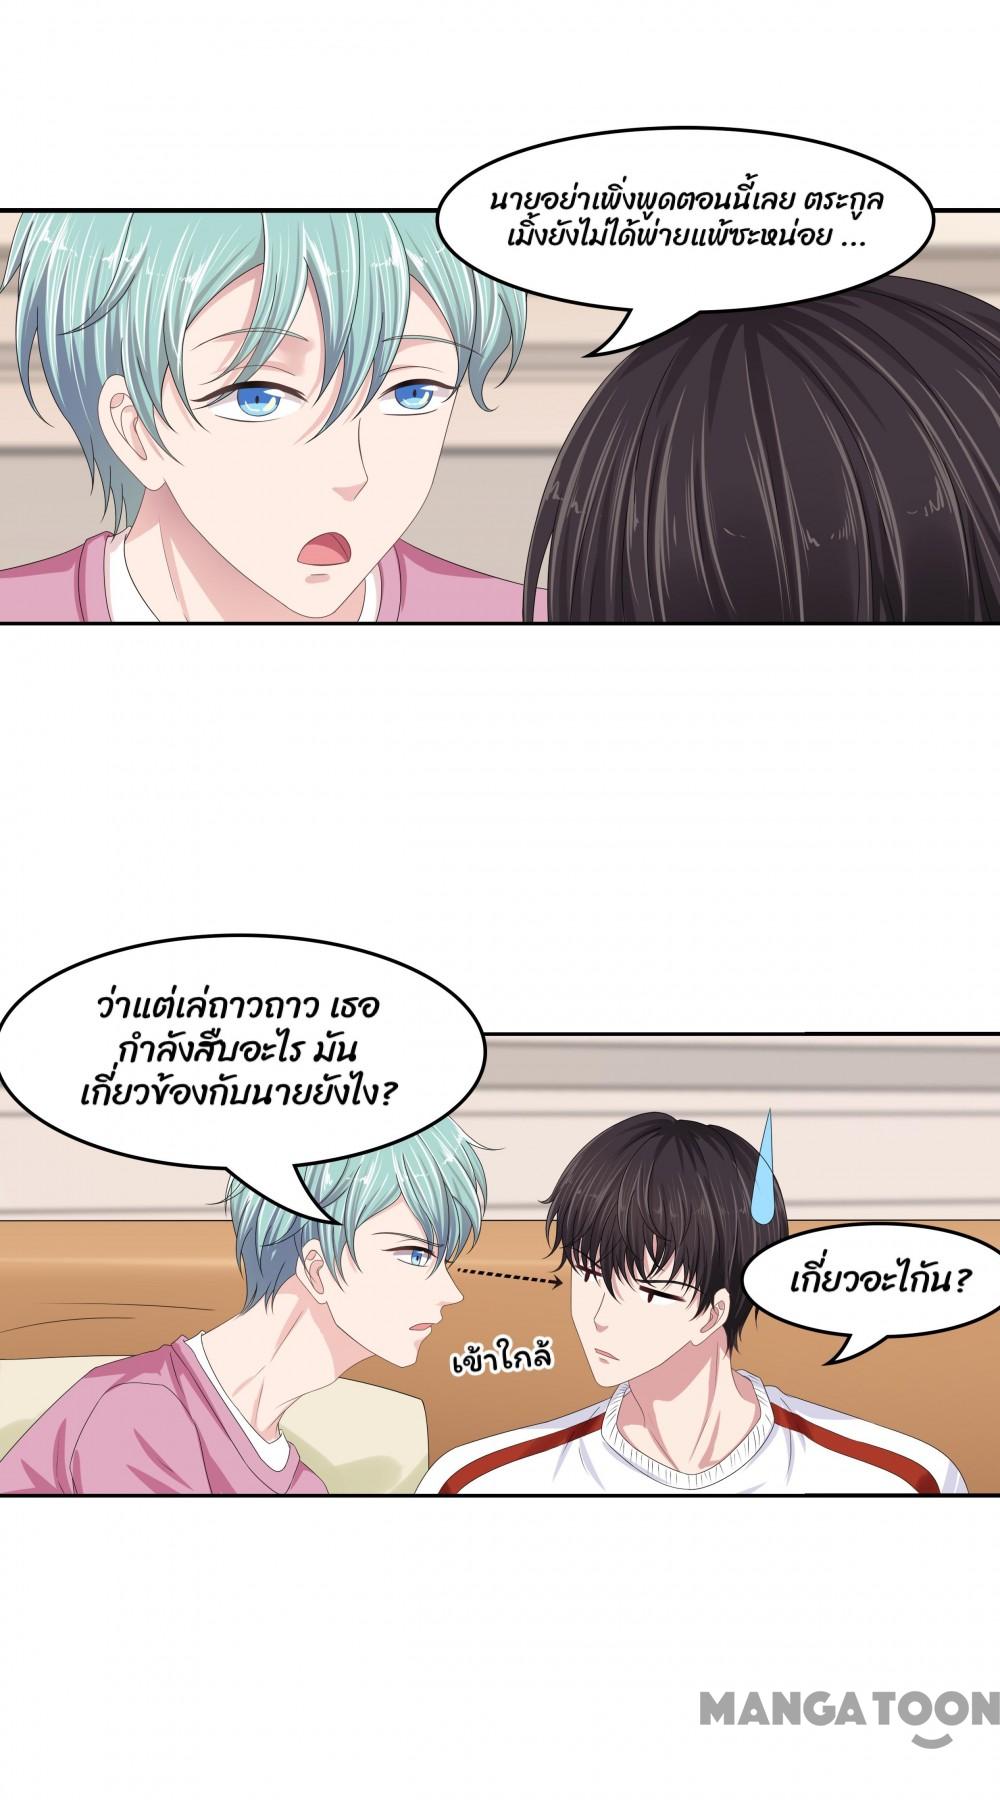 นายอย่าเพิ่งพูดตอนนี้เลย ตระกูล
เมิ้งยังไม่ได้พ่ายแพ้ซะหน่อย ...
ว่าแต่เล่ถาวถาว เธอ
กำลังสืบอะไร มัน
เกี่ยวข้องกับนายยังไง?
เกี่ยวอะไกัน?
เข้าใกล้
MANGATOON